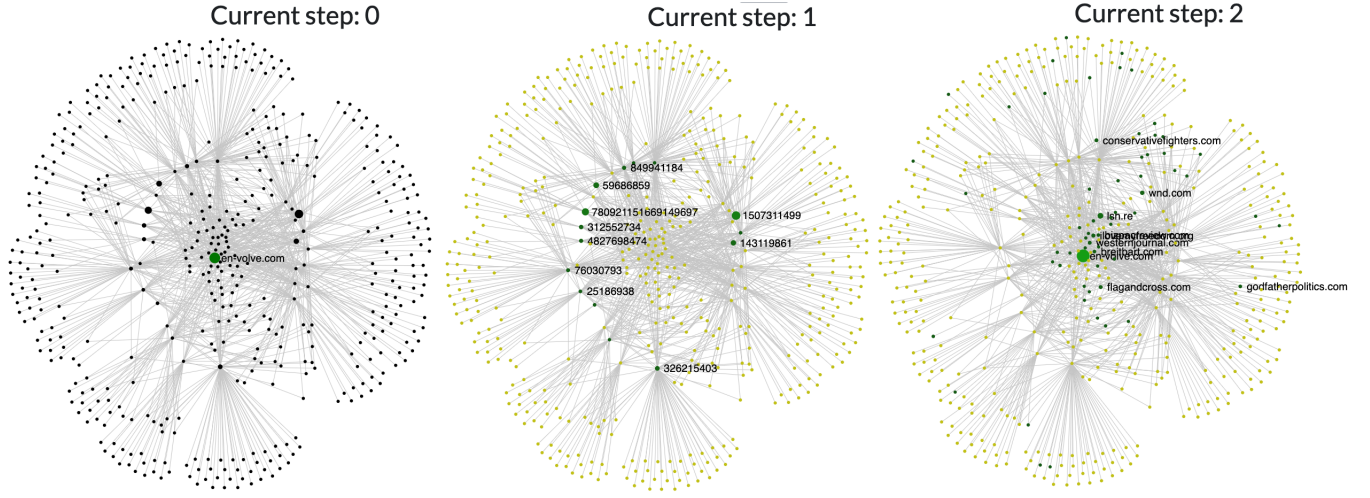 Current step: 0
en-volve.com
Current step: 1
849941184
59686859
780921151669149697
312552734
4827698474
1507311499
143119861
76030793
25186938
326215403
Current step: 2
conservativefighters.com
wnd.com
ijr.re
westernjournal.com
breitbart.com
en-volve.com
flagandcross.com
godfatherpolitics.com